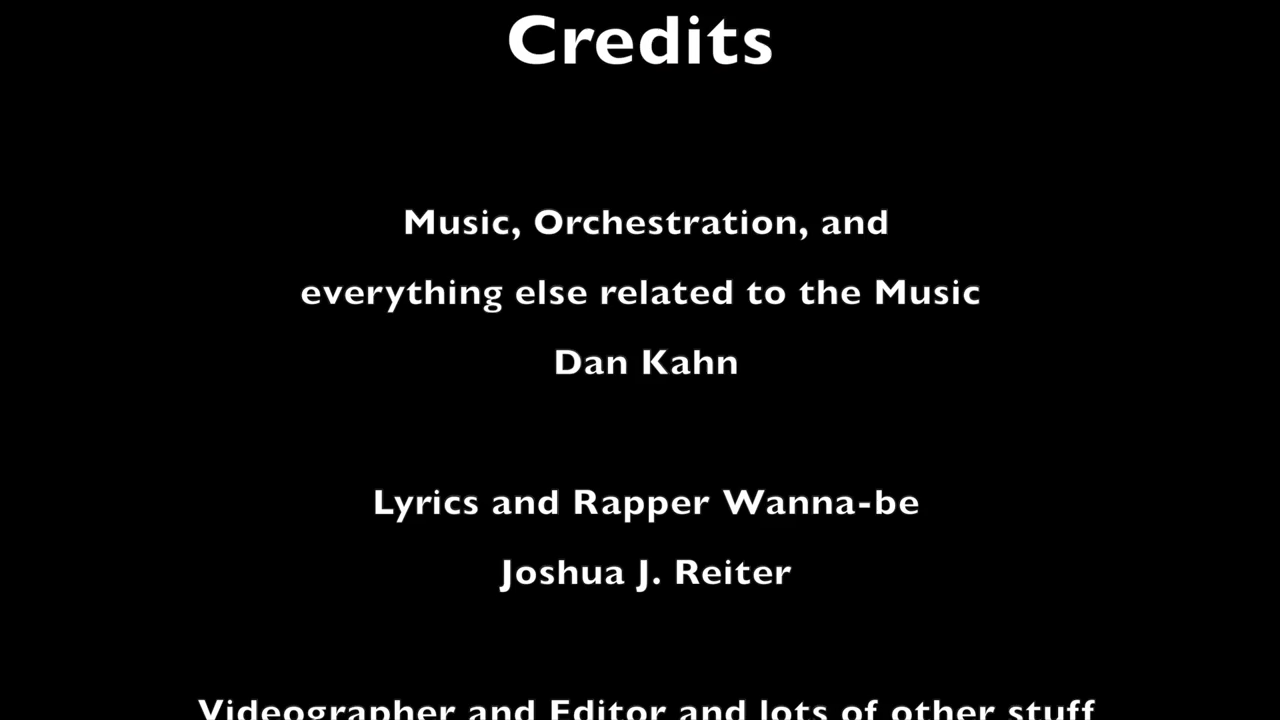 Credits
Music, Orchestration, and
everything else related to the Music
Dan Kahn
Lyrics and Rapper Wanna-be
Joshua J. Reiter
Videographer and Editor and lots of other stuff